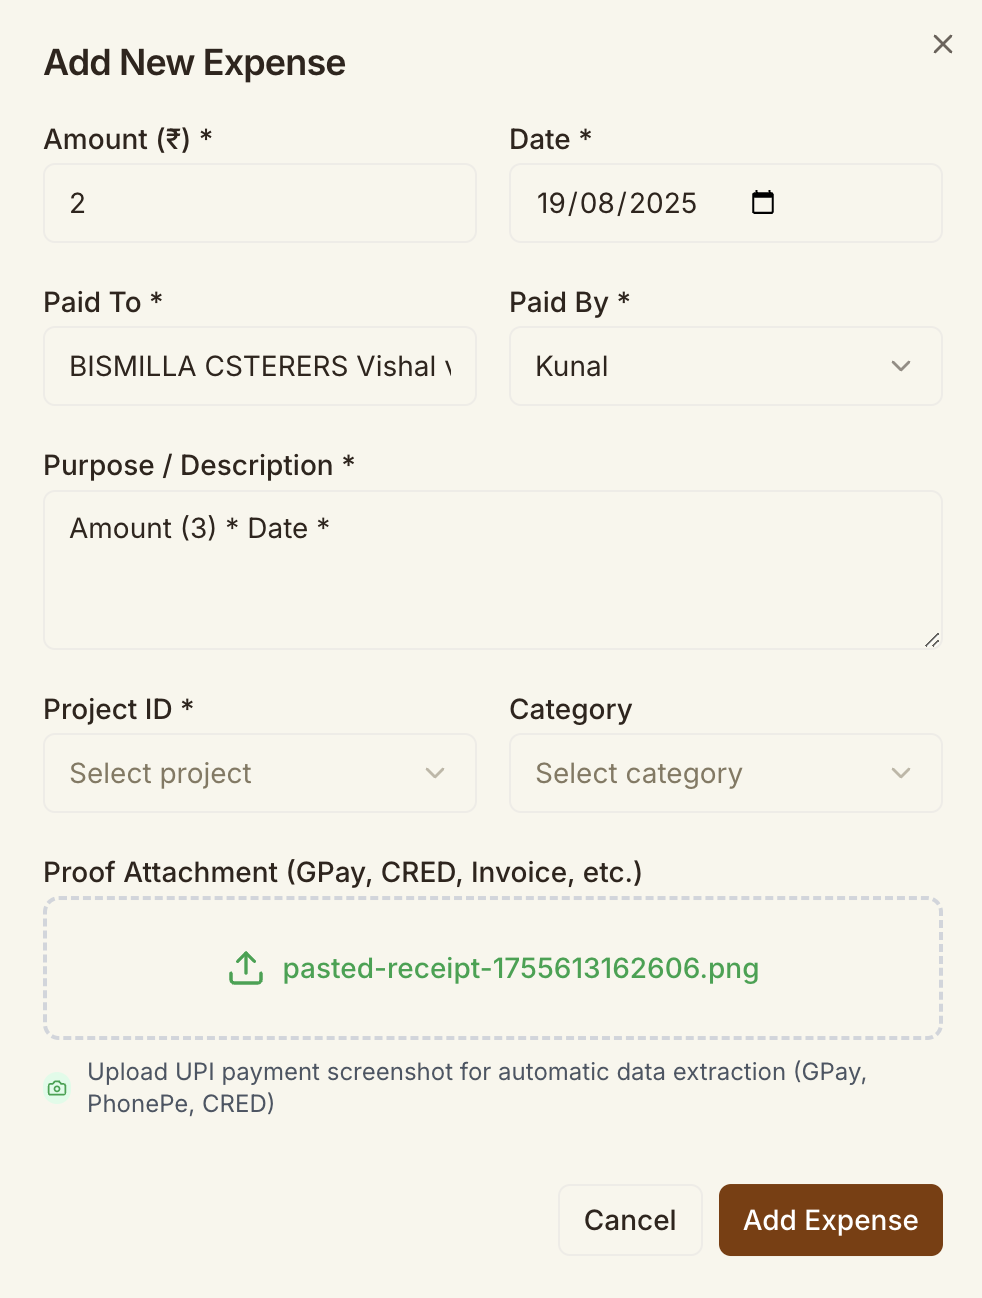 Add New Expense
Amount (₹) *
Date *
2
19/08/2025
Paid To *
Paid By *
BISMILLA CSTERERS Vishal
Kunal
Purpose / Description *
Amount (3) * Date *
Project ID *
Category
Select project
Select category
Proof Attachment (GPay, CRED, Invoice, etc.)
pasted-receipt-1755613162606.png
Upload UPI payment screenshot for automatic data extraction (GPay,
PhonePe, CRED)
Cancel
Add Expense